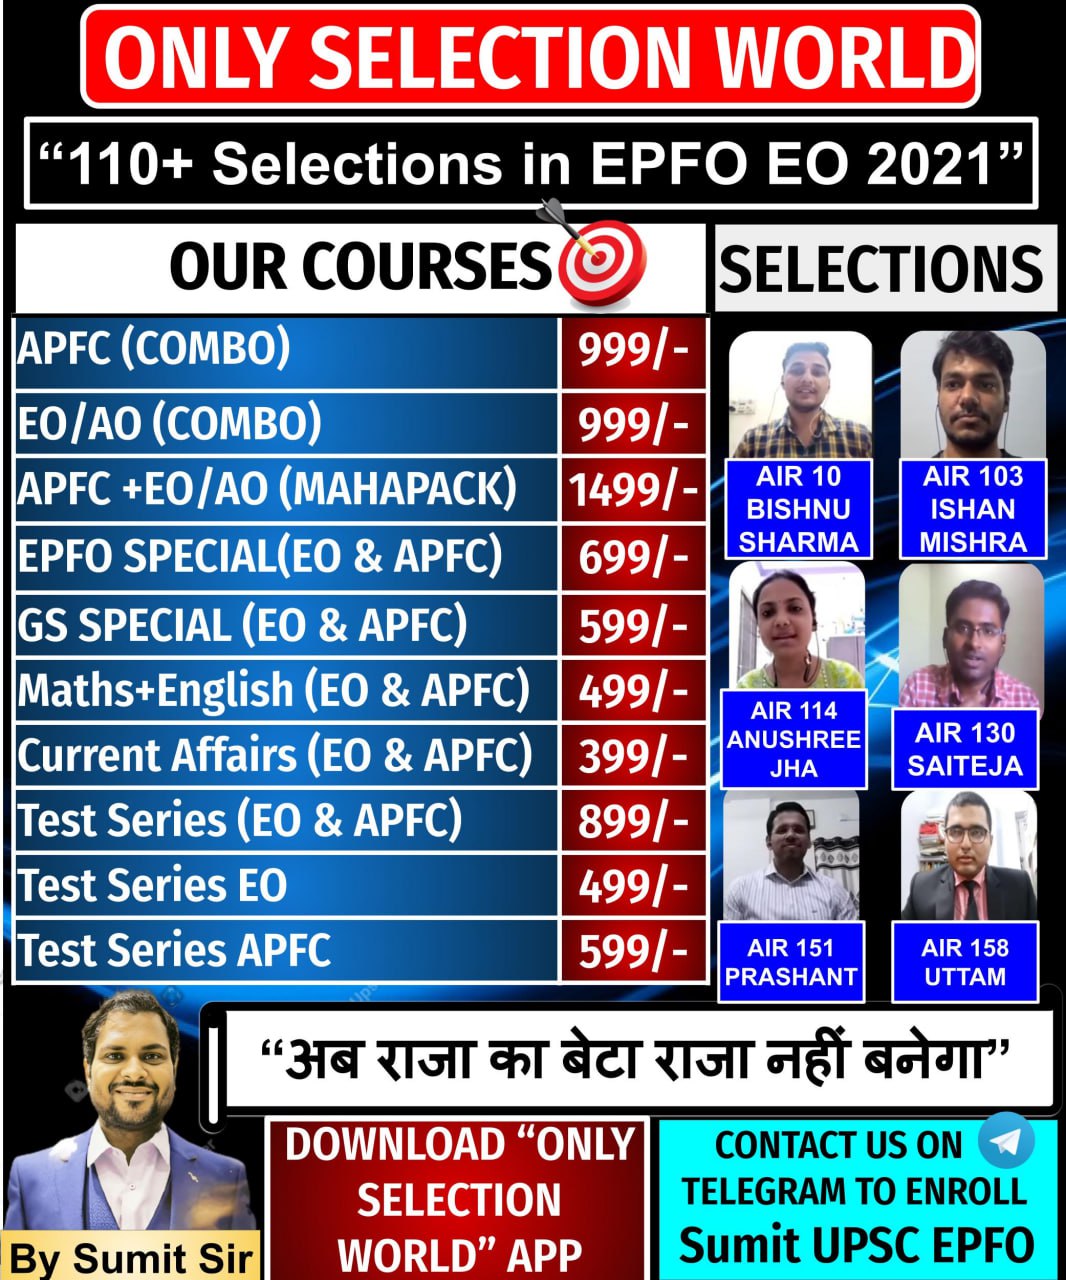 ONLY SELECTION WORLD
“110+ Selections in EPFO EO 2021”
OUR COURSES
APFC (COMBO) 999/-
EO/AO (COMBO) 999/-
APFC +EO/AO (MAHAPACK) 1499/-
EPFO SPECIAL(EO & APFC) 699/-
GS SPECIAL (EO & APFC) 599/-
Maths+English (EO & APFC) 499/-
Current Affairs (EO & APFC) 399/-
Test Series (EO & APFC) 899/-
Test Series EO 499/-
Test Series APFC 599/-
SELECTIONS
AIR 10
BISHNU
SHARMA
AIR 103
ISHAN
MISHRA
AIR 114
ANUSHREE
JHA
AIR 130
SAITEJA
AIR 151
PRASHANT
AIR 158
UTTAM
“अब राजा का बेटा राजा नहीं बनेगा”
By Sumit Sir
DOWNLOAD “ONLY
SELECTION
WORLD” APP
CONTACT US ON
TELEGRAM TO ENROLL
Sumit UPSC EPFO